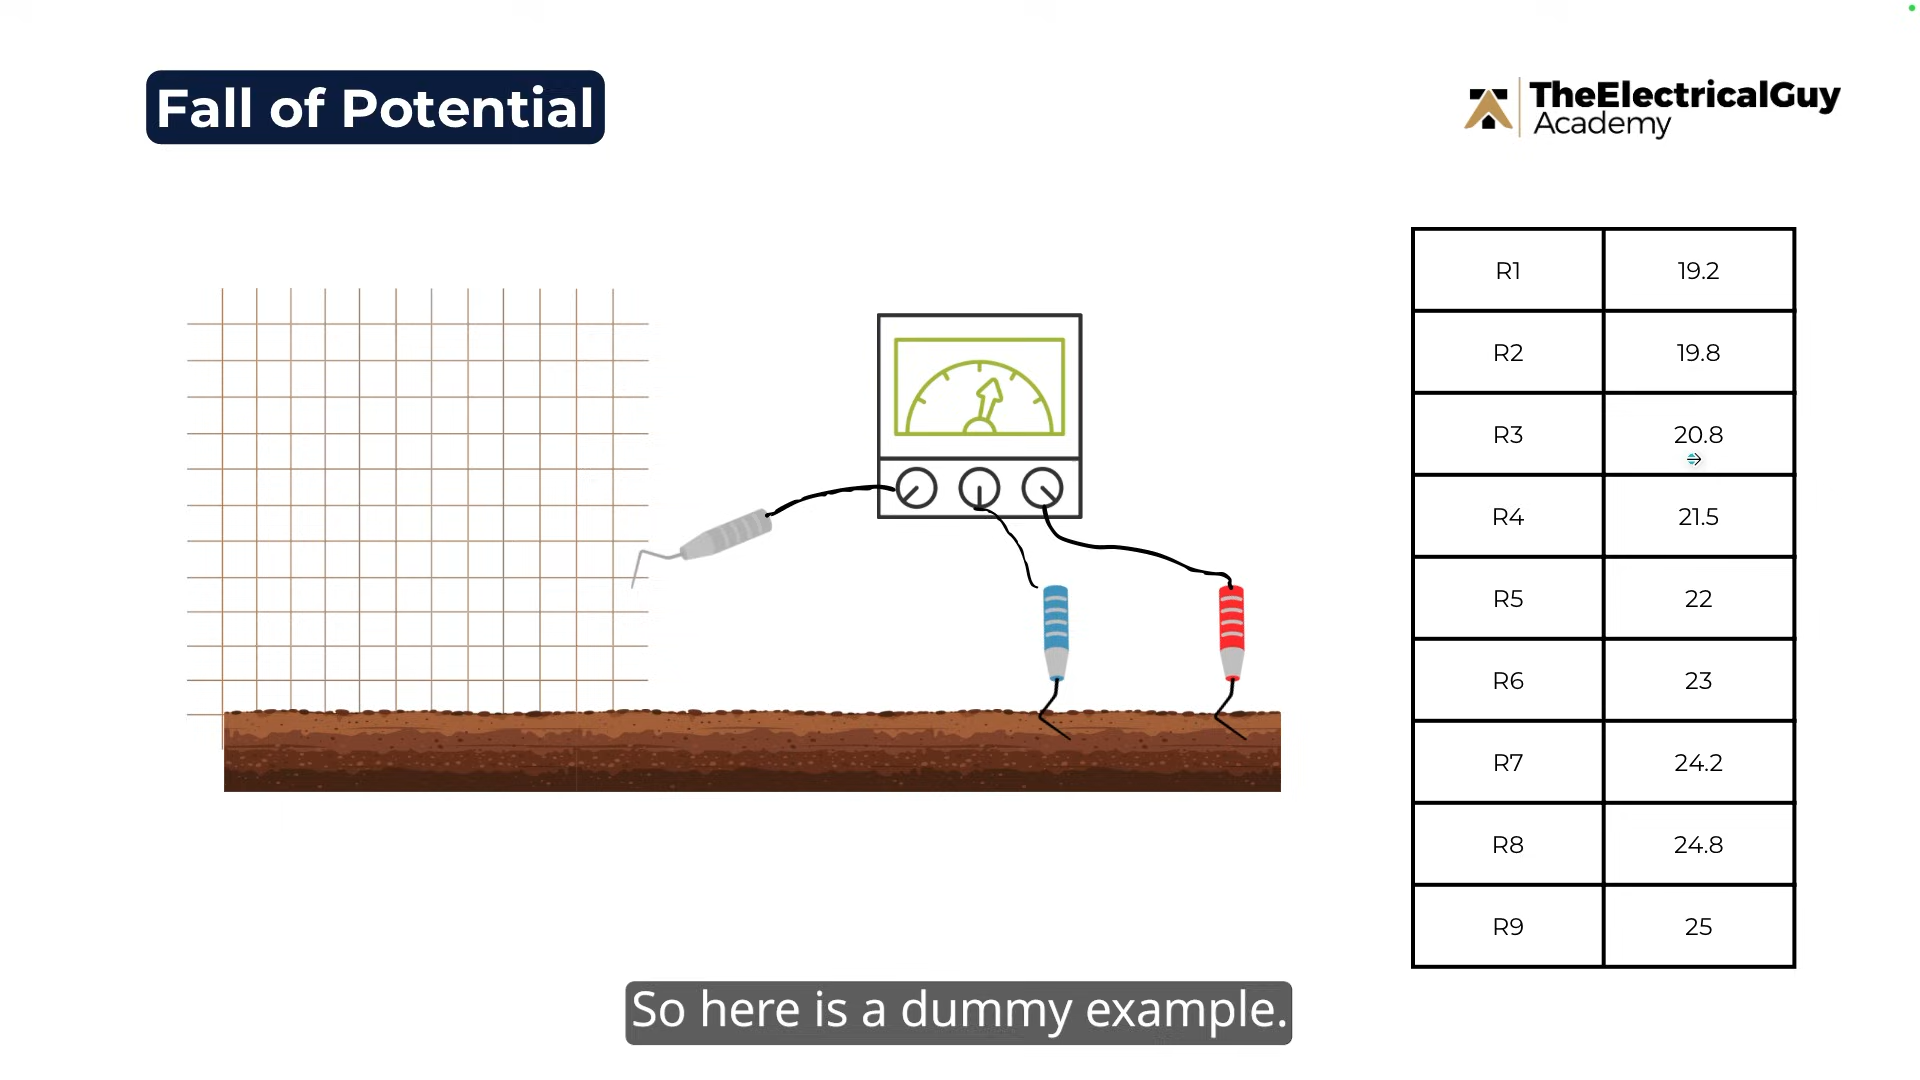 Fall of Potential
TheElectricalGuy
Academy
R1 19.2
R2 19.8
R3 20.8
R4 21.5
R5 22
R6 23
R7 24.2
R8 24.8
R9 25
So here is a dummy example.